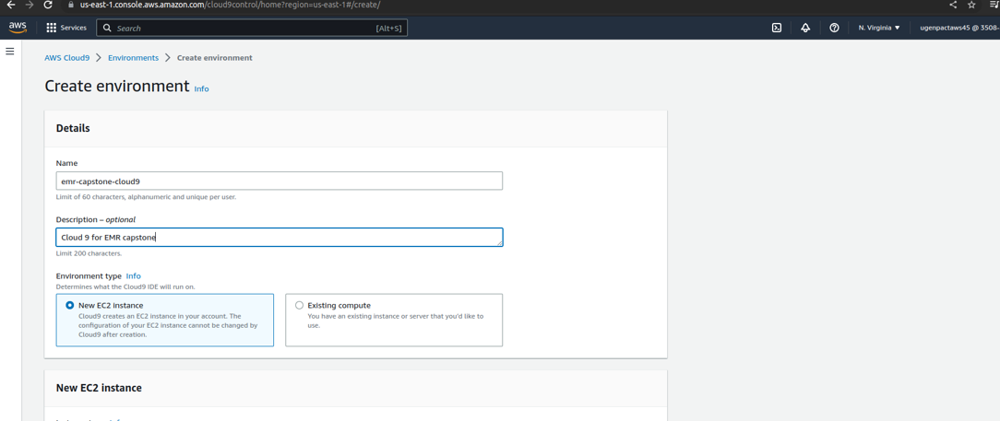 us-east-1.console.aws.amazon.com/cloud9control/home?region=us-east-1#/create/
aws Services Search [Alt+S] N. Virginia ▼ ugenpactaws45 @ 3508-
AWS Cloud9 > Environments > Create environment
Create environment Info
Details
Name
emr-capstone-cloud9
Limit of 60 characters, alphanumeric and unique per user.
Description – optional
Cloud 9 for EMR capstone
Limit 200 characters.
Environment type Info
Determines what the Cloud9 IDE will run on.
New EC2 instance
Cloud9 creates an EC2 instance in your account. The
configuration of your EC2 instance cannot be changed by
Cloud9 after creation.
Existing compute
You have an existing instance or server that you'd like to
use.
New EC2 instance